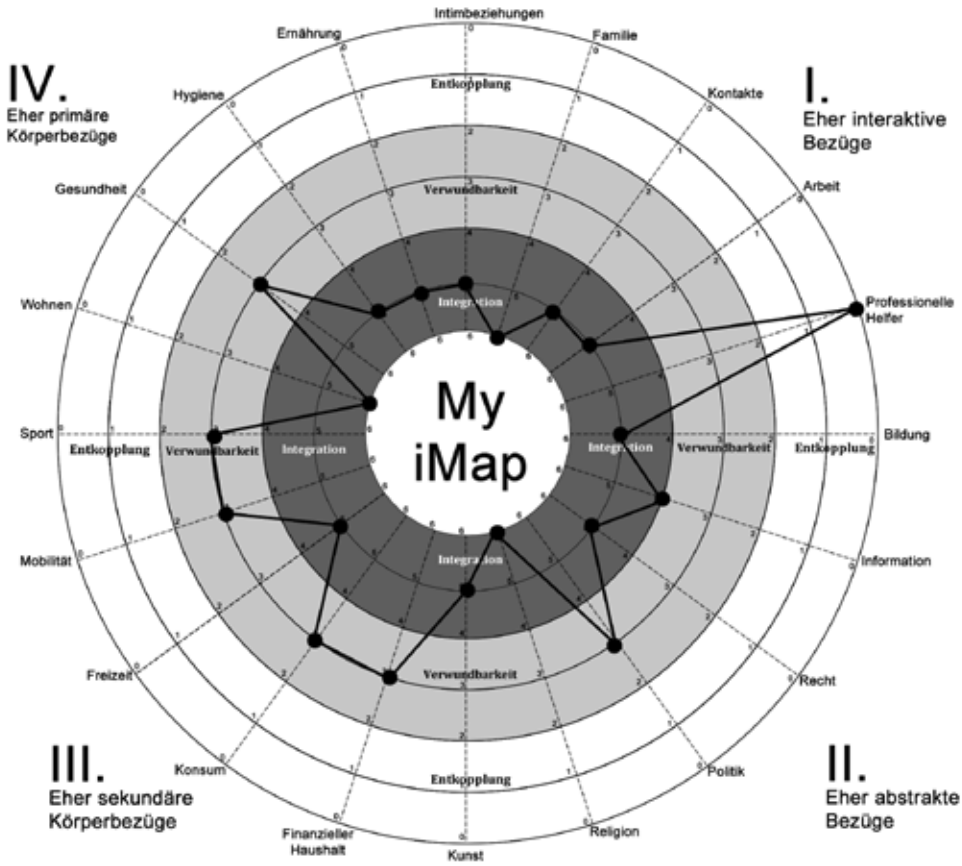 Intimbeziehungen
Ernährung
Familie
IV.
Eher primäre
Körperbezüge
Hygiene
Entkopplung
Kontakte
I.
Eher interaktive
Bezüge
Gesundheit
Verwundbarkeit
Arbeit
Wohnen
Integration
Professionelle
Helfer
My
iMap
Sport
Entkopplung
Verwundbarkeit
Integration
Integration
Verwundbarkeit
Entkopplung
Bildung
Mobilität
Integration
Information
Freizeit
Verwundbarkeit
Recht
III.
Eher sekundäre
Körperbezüge
Konsum
Entkopplung
Politik
II.
Eher abstrakte
Bezüge
Finanzieller
Haushalt
Kunst
Religion